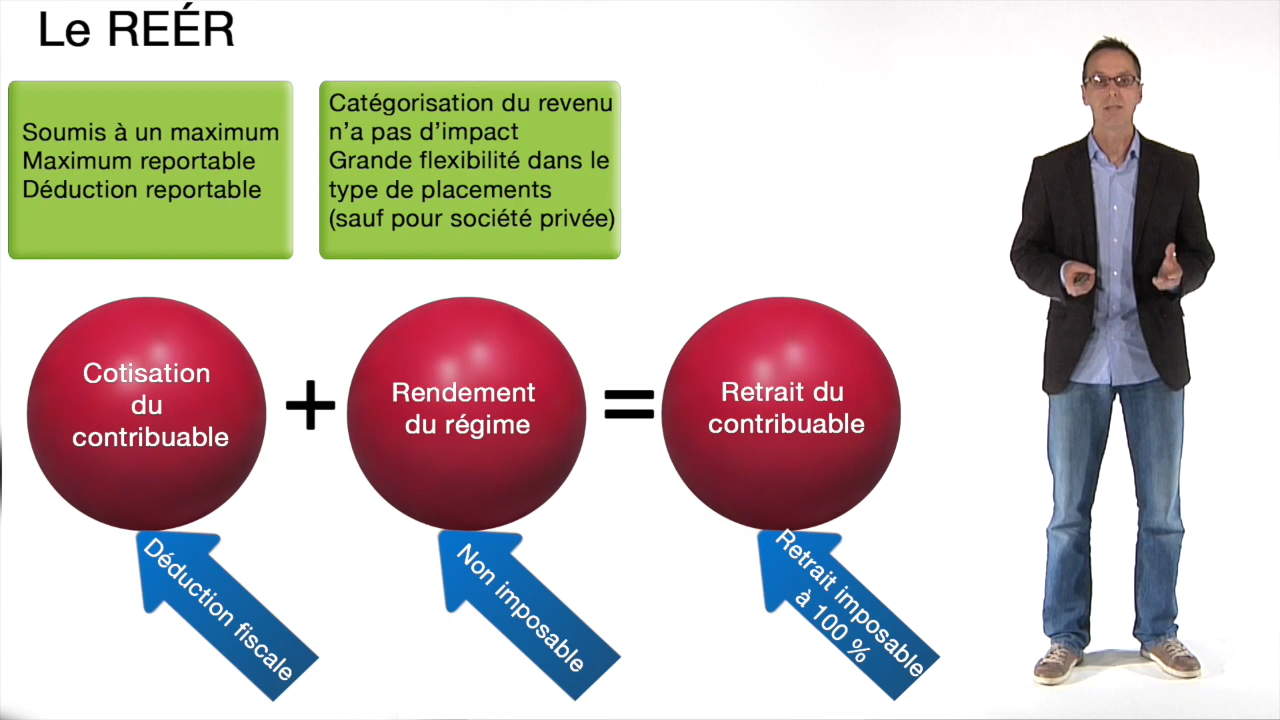 Le REÉR
Soumis à un maximum
Maximum reportable
Déduction reportable
Catégorisation du revenu
n'a pas d'impact
Grande flexibilité dans le
type de placements
(sauf pour société privée)
Cotisation
du
contribuable
+
Rendement
du régime
=
Retrait du
contribuable
Déduction fiscale
Non imposable
Retrait imposable
à 100 %